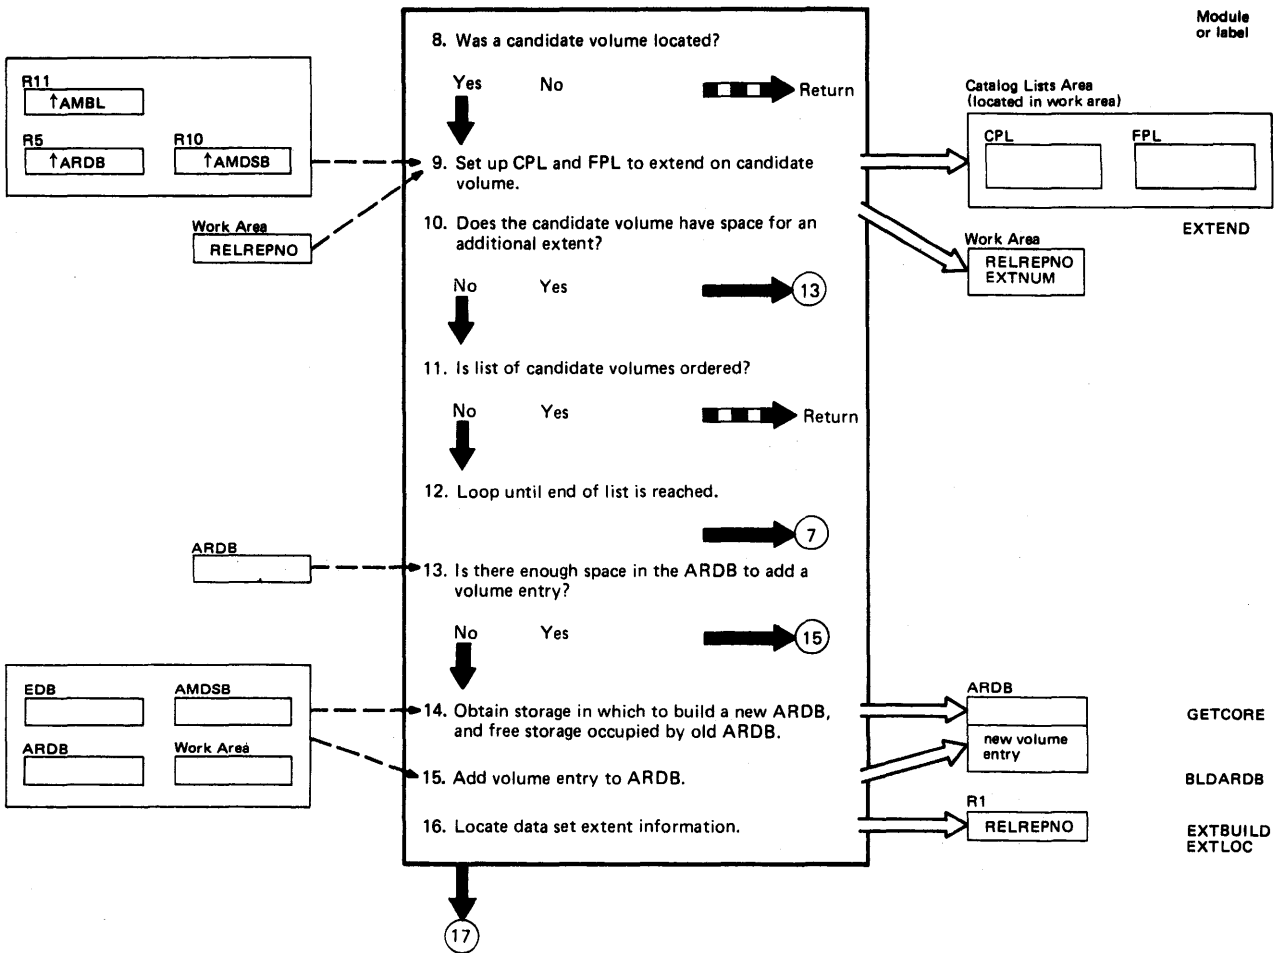 Module
or label
8. Was a candidate volume located?
Yes No Return
R11
↑AMBL
R5 R10
↑ARDB ↑AMDSB
Catalog Lists Area
(located in work area)
CPL FPL
9. Set up CPL and FPL to extend on candidate
volume.
Work Area
RELREPNO
10. Does the candidate volume have space for an
additional extent?
EXTEND
Work Area
RELREPNO
EXTNUM
No Yes 13
11. Is list of candidate volumes ordered?
No Yes Return
12. Loop until end of list is reached.
7
ARDB
13. Is there enough space in the ARDB to add a
volume entry?
No Yes 15
EDB AMDSB
ARDB Work Area
14. Obtain storage in which to build a new ARDB,
and free storage occupied by old ARDB.
ARDB
new volume
entry
GETCORE
15. Add volume entry to ARDB.
BLDARDB
16. Locate data set extent information.
R1
RELREPNO
EXTBUILD
EXTLOC
17